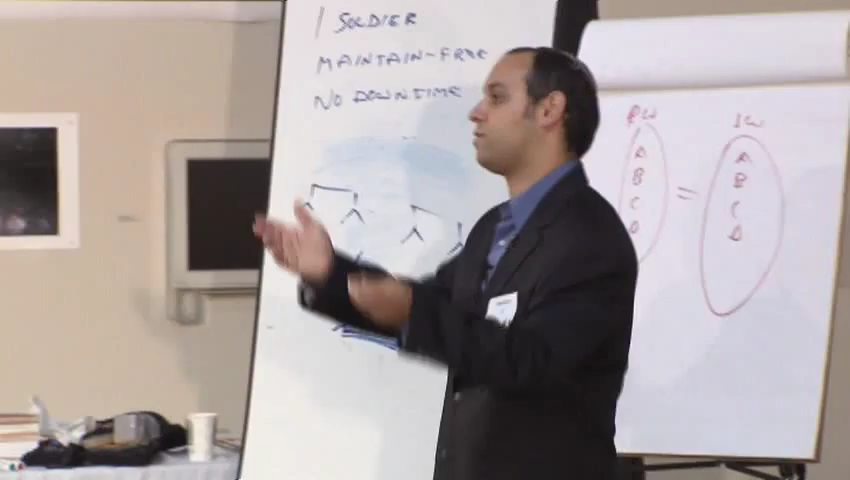 1 SOLDIER
MAINTAIN-FREE
NO DOWNTIME
A
B
C
D
=
A
B
C
D